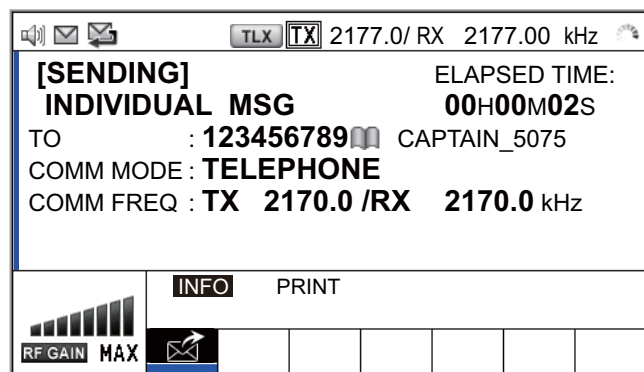 TLX TX 2177.0/ RX 2177.00 kHz
[SENDING] ELAPSED TIME:
INDIVIDUAL MSG 00H00M02S
TO : 123456789 CAPTAIN_5075
COMM MODE : TELEPHONE
COMM FREQ : TX 2170.0 /RX 2170.0 kHz
INFO PRINT
RF GAIN MAX